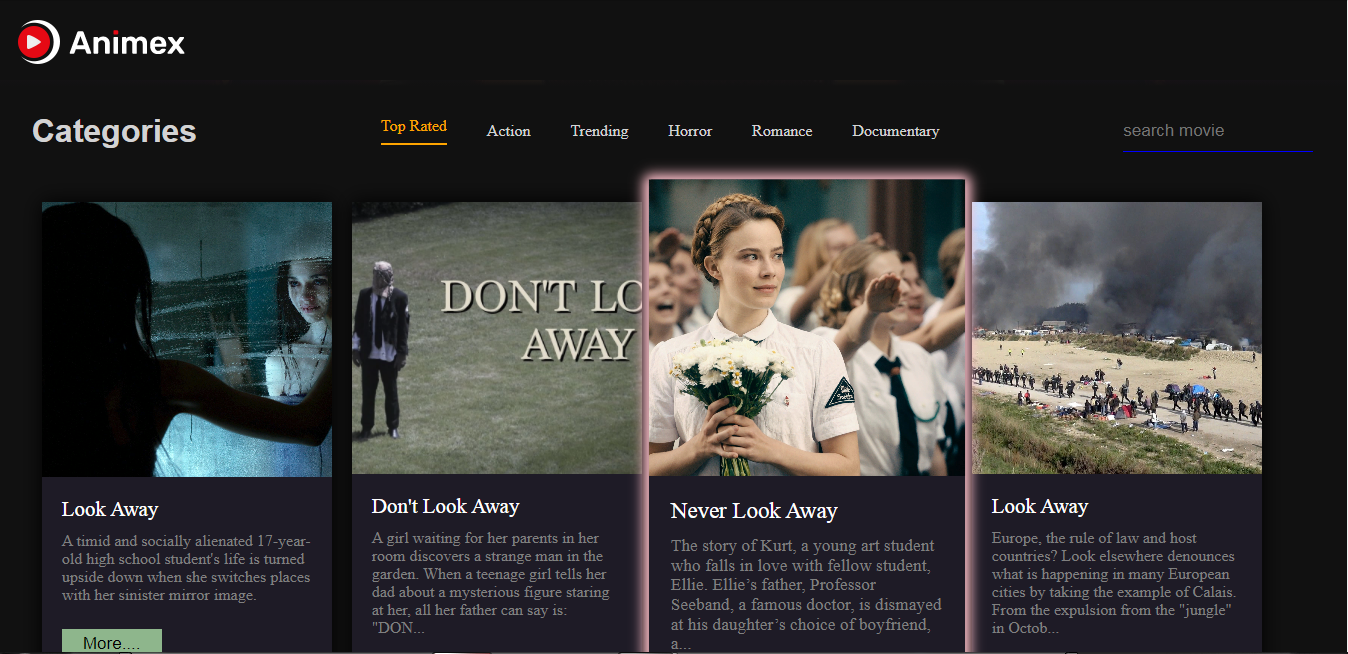 Animex
Categories
Top Rated
Action
Trending
Horror
Romance
Documentary
search movie
DON'T LO
AWAY
Look Away
A timid and socially alienated 17-year-
old high school student's life is turned
upside down when she switches places
with her sinister mirror image.
More....
Don't Look Away
A girl waiting for her parents in her
room discovers a strange man in the
garden. When a teenage girl tells her
dad about a mysterious figure staring
at her, all her father can say is:
"DON...
Never Look Away
The story of Kurt, a young art student
who falls in love with fellow student,
Ellie. Ellie’s father, Professor
Seeband, a famous doctor, is dismayed
at his daughter’s choice of boyfriend,
a...
Look Away
Europe, the rule of law and host
countries? Look elsewhere denounces
what is happening in many European
cities by taking the example of Calais.
From the expulsion from the "jungle"
in Octob...